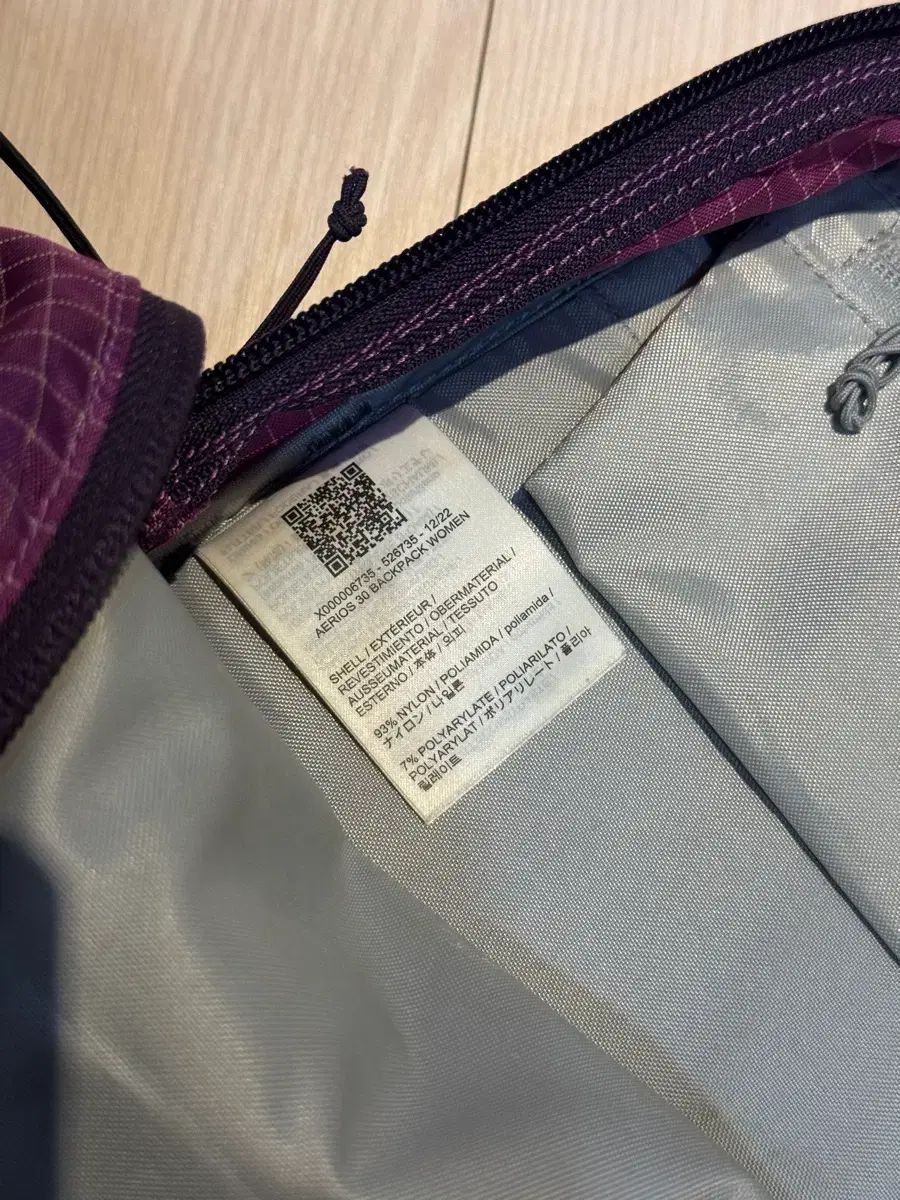 X000006735 - 526735 - 12/22
AERIOS 30 BACKPACK WOMEN
SHELL / EXTÉRIEUR /
REVESTIMIENTO / OBERMATERIAL /
AUSSEUMATERIAL / TESSUTO
ESTERNO / 本体 / 외피
93% NYLON / POLIAMIDA / poliamida /
ナイロン / 나일론
7% POLYARYLATE / POLIARILATO /
POLYARYLAT / ポリアリレート / 폴리아
릴레이트